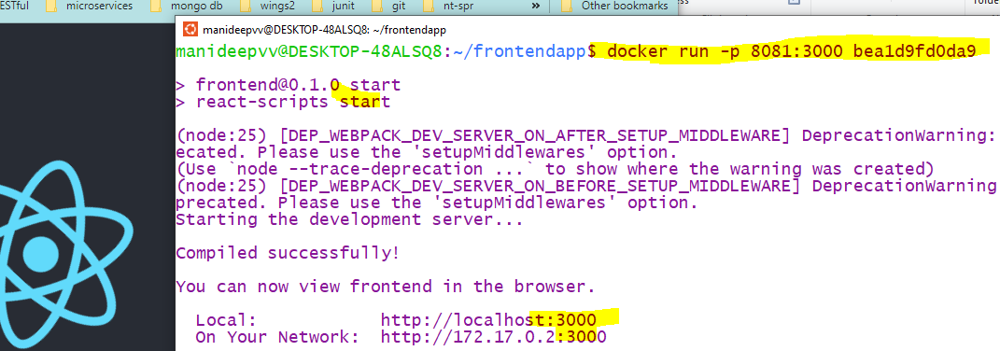 ESTful microservices mongo db wings2 junit git nt-spr » Other bookmarks
manideepvv@DESKTOP-48ALSQ8: ~/frontendapp
manideepvv@DESKTOP-48ALSQ8:~/frontendapp$ docker run -p 8081:3000 bea1d9fd0da9
> frontend@0.1.0 start
> react-scripts start
(node:25) [DEP_WEBPACK_DEV_SERVER_ON_AFTER_SETUP_MIDDLEWARE] DeprecationWarning:
ecated. Please use the 'setupMiddlewares' option.
(Use `node --trace-deprecation ...` to show where the warning was created)
(node:25) [DEP_WEBPACK_DEV_SERVER_ON_BEFORE_SETUP_MIDDLEWARE] DeprecationWarning
precated. Please use the 'setupMiddlewares' option.
Starting the development server...
Compiled successfully!
You can now view frontend in the browser.
Local: http://localhost:3000
On Your Network: http://172.17.0.2:3000